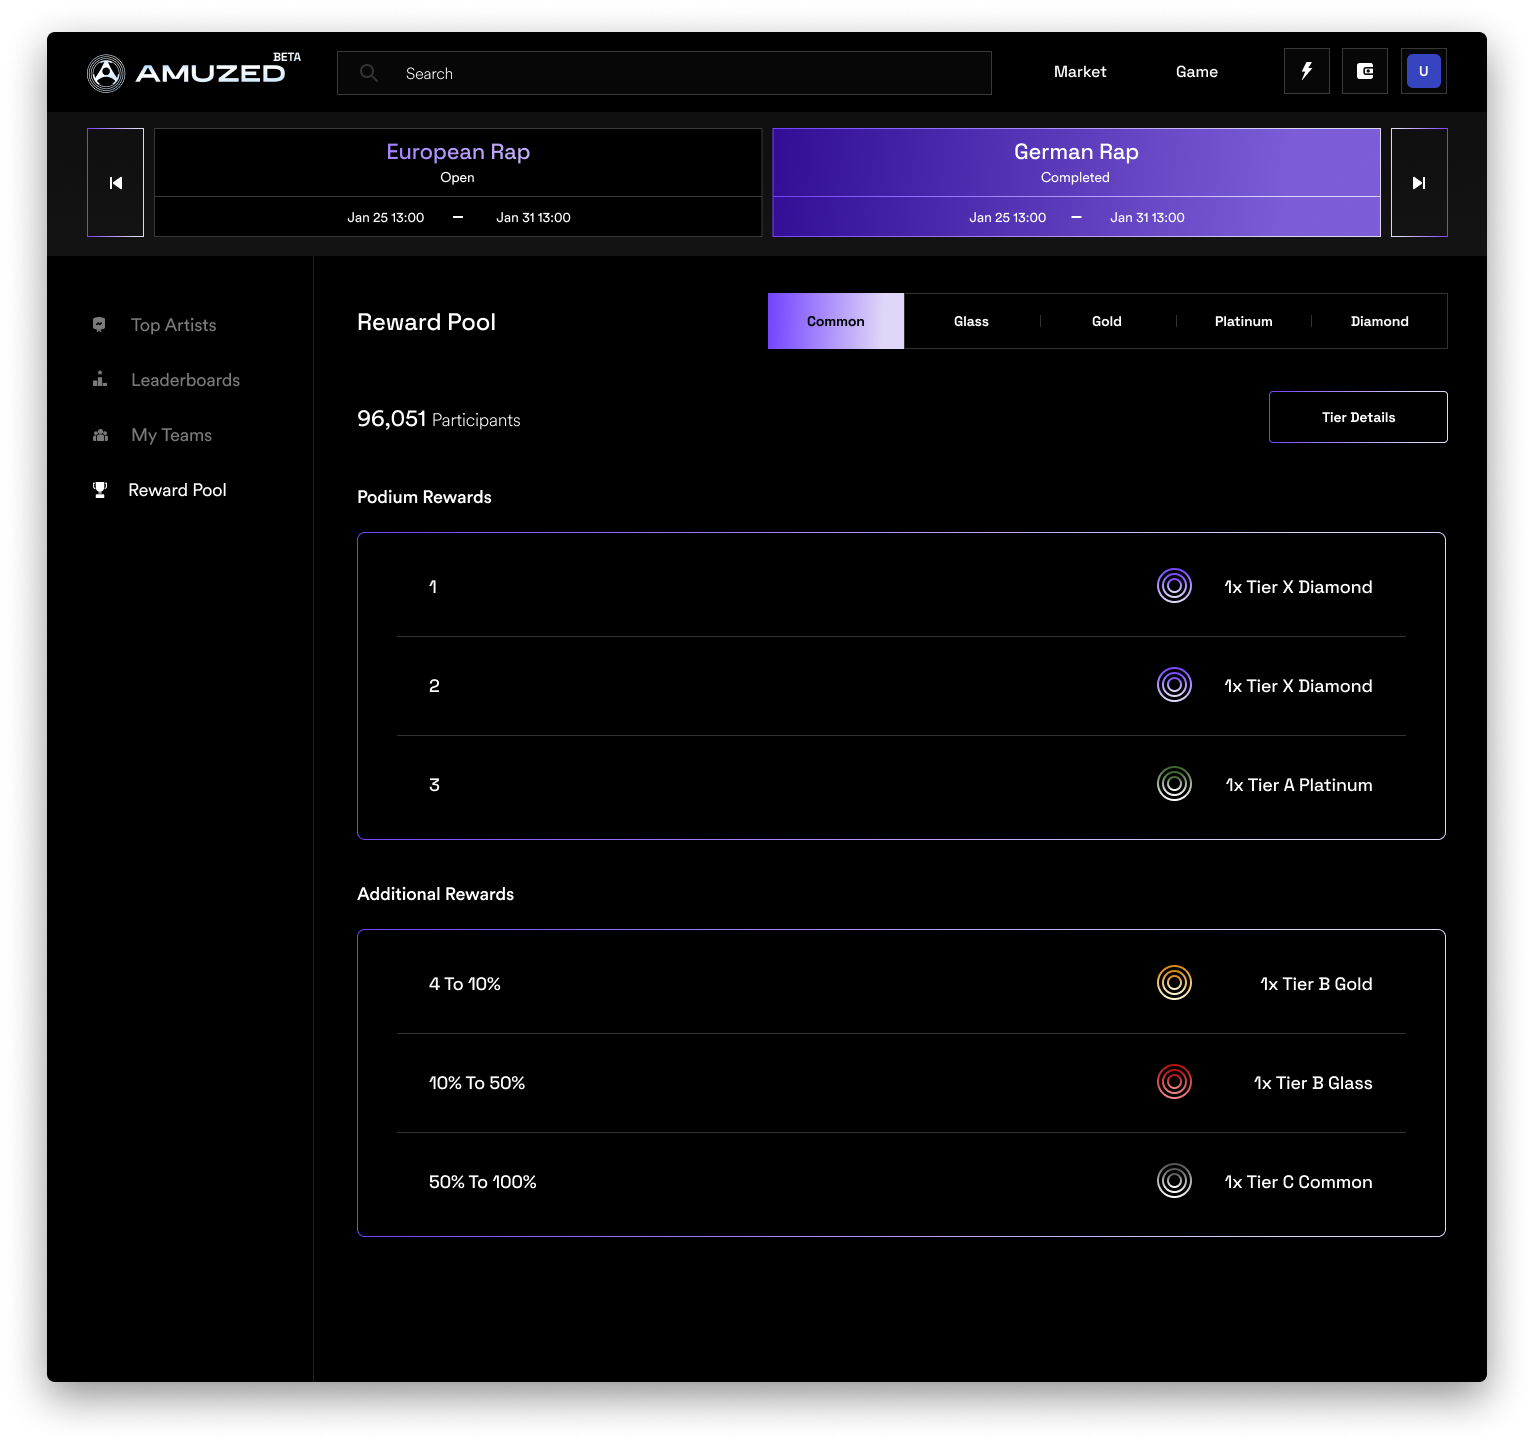 AMUZED BETA
Search
Market
Game
U
European Rap
Open
Jan 25 13:00 – Jan 31 13:00
German Rap
Completed
Jan 25 13:00 – Jan 31 13:00
Top Artists
Leaderboards
My Teams
Reward Pool
Reward Pool
Common
Glass
Gold
Platinum
Diamond
96,051 Participants
Tier Details
Podium Rewards
1 1x Tier X Diamond
2 1x Tier X Diamond
3 1x Tier A Platinum
Additional Rewards
4 To 10% 1x Tier B Gold
10% To 50% 1x Tier B Glass
50% To 100% 1x Tier C Common